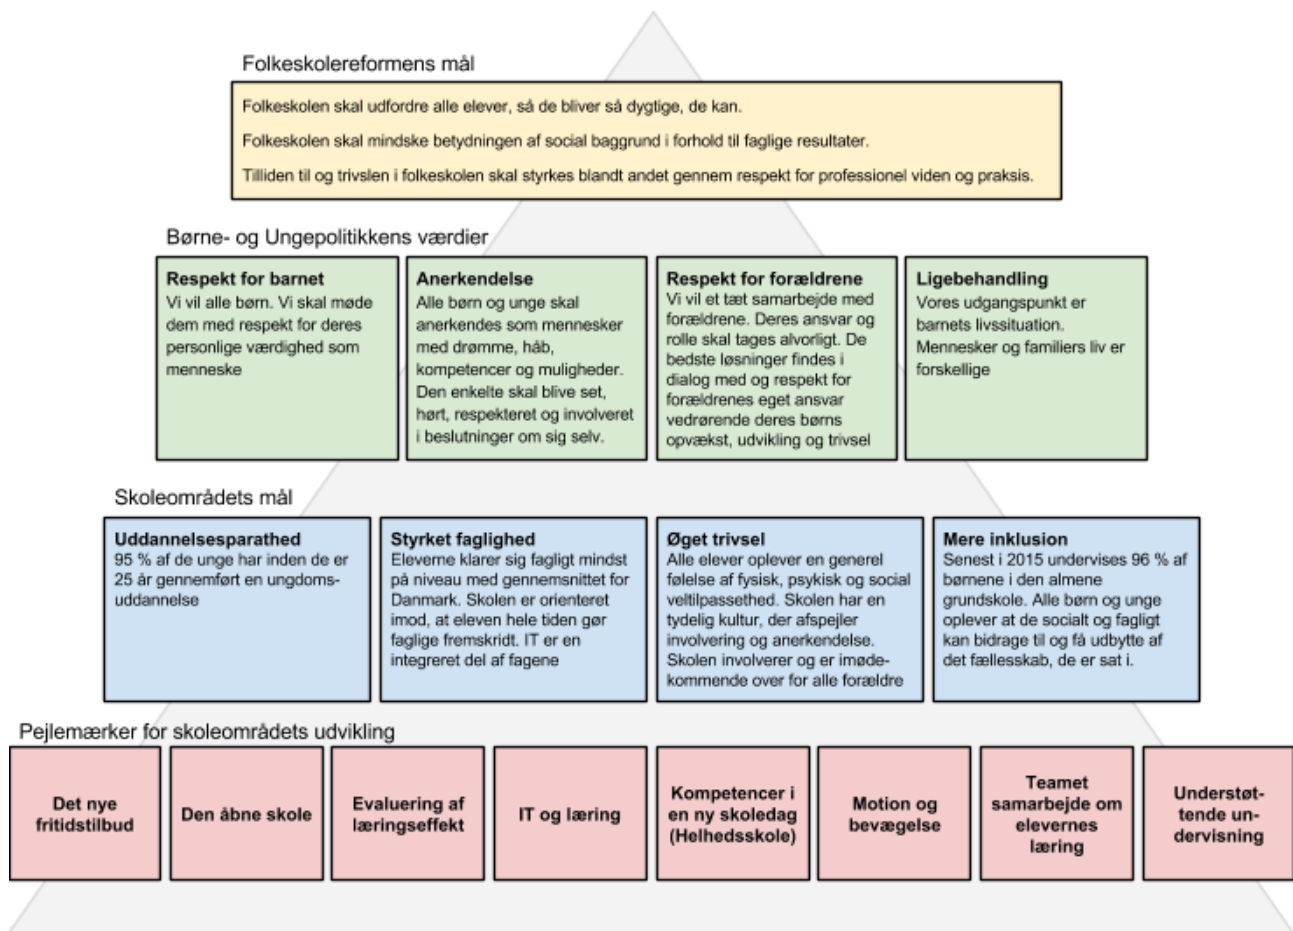 Folkeskolereformens mål
Folkeskolen skal udfordre alle elever, så de bliver så dygtige, de kan.
Folkeskolen skal mindske betydningen af social baggrund i forhold til faglige resultater.
Tilliden til og trivslen i folkeskolen skal styrkes blandt andet gennem respekt for professionel viden og praksis.
Børne- og Ungepolitikkens værdier
Respekt for barnet
Vi vil alle børn. Vi skal møde
dem med respekt for deres
personlige værdighed som
menneske
Anerkendelse
Alle børn og unge skal
anerkendes som mennesker
med drømme, håb,
kompetencer og muligheder.
Den enkelte skal blive set,
hørt, respekteret og involveret
i beslutninger om sig selv.
Respekt for forældrene
Vi vil et tæt samarbejde med
forældrene. Deres ansvar og
rolle skal tages alvorligt. De
bedste løsninger findes i
dialog med og respekt for
forældrenes eget ansvar
vedrørende deres børns
opvækst, udvikling og trivsel
Ligebehandling
Vores udgangspunkt er
barnets livssituation.
Mennesker og familiers liv er
forskellige
Skoleområdets mål
Uddannelsesparathed
95 % af de unge har inden de er
25 år gennemført en ungdoms-
uddannelse
Styrket faglighed
Eleverne klarer sig fagligt mindst
på niveau med gennemsnittet for
Danmark. Skolen er orienteret
imod, at eleven hele tiden gør
faglige fremskridt. IT er en
integreret del af fagene
Øget trivsel
Alle elever oplever en generel
følelse af fysisk, psykisk og social
veltilpassethed. Skolen har en
tydelig kultur, der afspejler
involvering og anerkendelse.
Skolen involverer og er imøde-
kommende over for alle forældre
Mere inklusion
Senest i 2015 undervises 96 % af
børnene i den almene
grundskole. Alle børn og unge
oplever at de socialt og fagligt
kan bidrage til og få udbytte af
det fællesskab, de er sat i.
Pejlemærker for skoleområdets udvikling
Det nye
fritidstilbud
Den åbne skole
Evaluering af
læringseffekt
IT og læring
Kompetencer i
en ny skoledag
(Helhedsskole)
Motion og
bevægelse
Teamet
samarbejde om
elevernes
læring
Understøt-
tende un-
dervisning